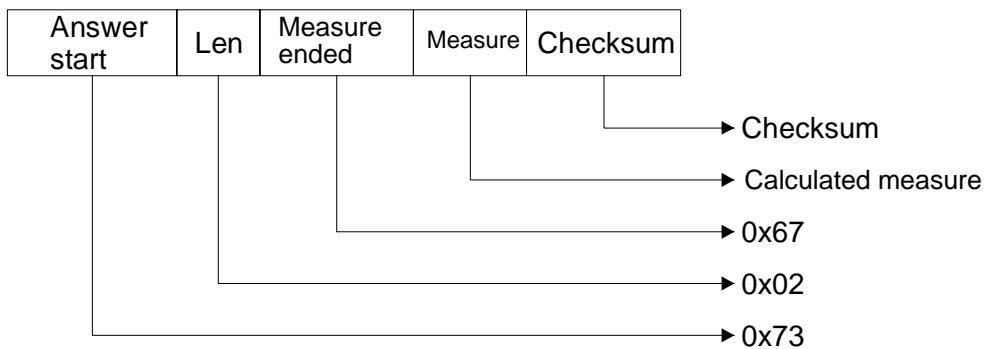 Answer
start
Len
Measure
ended
Measure
Checksum
Checksum
Calculated measure
0x67
0x02
0x73